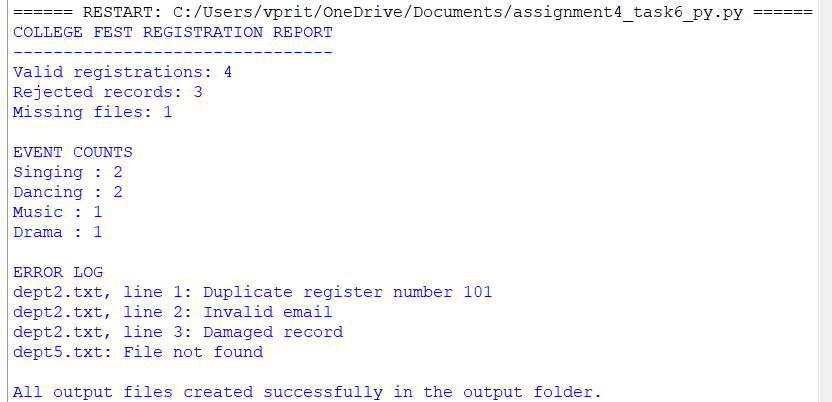 ====== RESTART: C:/Users/vprit/OneDrive/Documents/assignment4_task6_py.py ======
COLLEGE FEST REGISTRATION REPORT
--------------------------------
Valid registrations: 4
Rejected records: 3
Missing files: 1

EVENT COUNTS
Singing : 2
Dancing : 2
Music : 1
Drama : 1

ERROR LOG
dept2.txt, line 1: Duplicate register number 101
dept2.txt, line 2: Invalid email
dept2.txt, line 3: Damaged record
dept5.txt: File not found

All output files created successfully in the output folder.